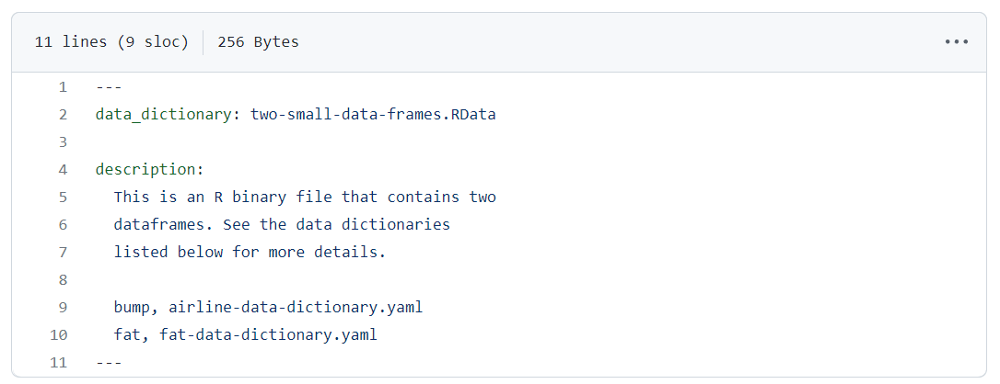 11 lines (9 sloc) 256 Bytes
1 ---
2 data_dictionary: two-small-data-frames.RData
3
4 description:
5   This is an R binary file that contains two
6   dataframes. See the data dictionaries
7   listed below for more details.
8
9   bump, airline-data-dictionary.yaml
10   fat, fat-data-dictionary.yaml
11 ---